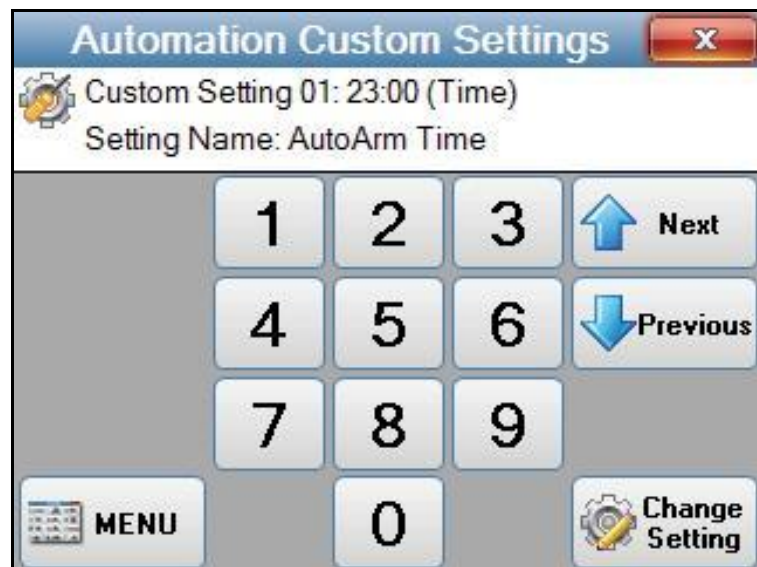 Automation Custom Settings x
Custom Setting 01: 23:00 (Time)
Setting Name: AutoArm Time
1 2 3 Next
4 5 6 Previous
7 8 9
MENU 0 Change
Setting